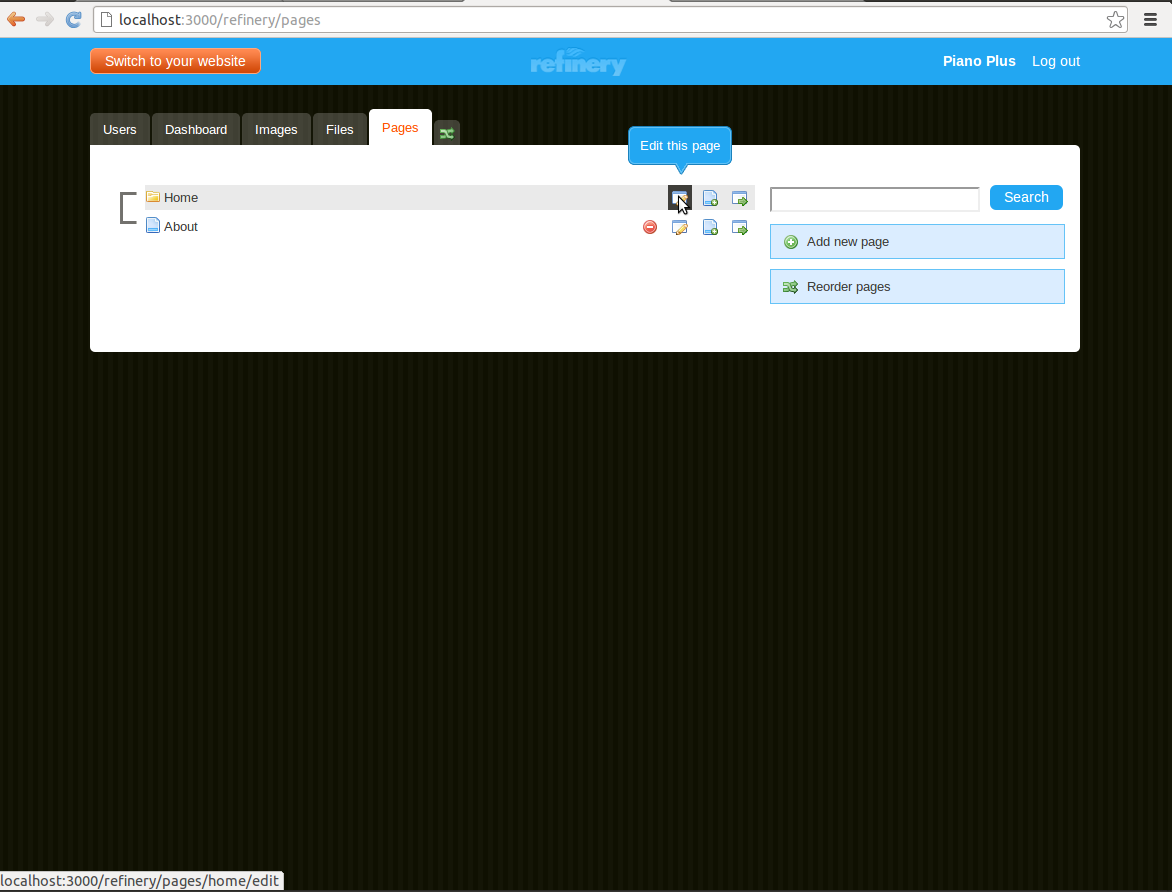 localhost:3000/refinery/pages
Switch to your website
refinery
Piano Plus Log out
Users Dashboard Images Files Pages
Edit this page
Home
Search
About
Add new page
Reorder pages
localhost:3000/refinery/pages/home/edit